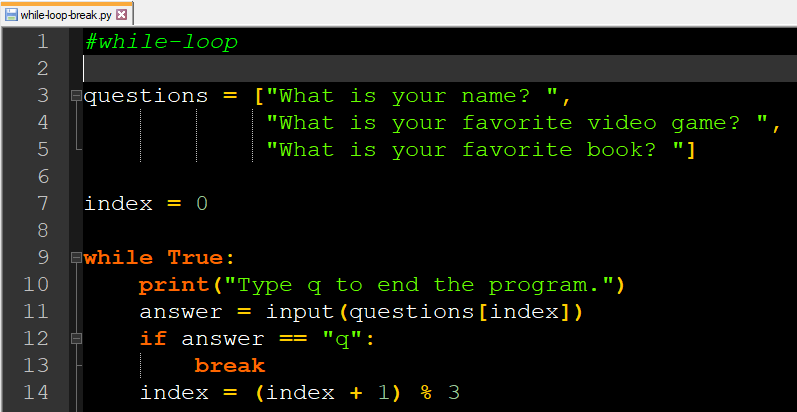 while-loop-break.py
1 #while-loop
2
3 questions = ["What is your name? ",
4 "What is your favorite video game? ",
5 "What is your favorite book? "]
6
7 index = 0
8
9 while True:
10 print("Type q to end the program.")
11 answer = input(questions[index])
12 if answer == "q":
13 break
14 index = (index + 1) % 3